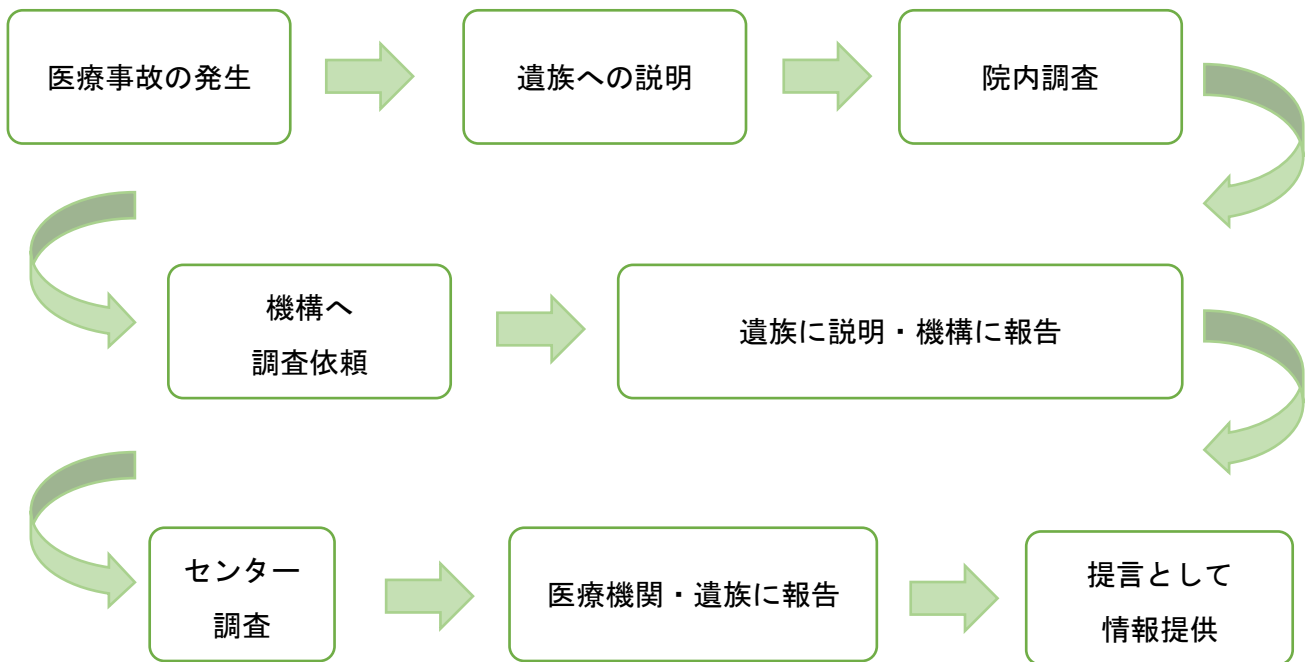 医療事故の発生
遺族への説明
院内調査
機構へ
調査依頼
遺族に説明・機構に報告
センター
調査
医療機関・遺族に報告
提言として
情報提供